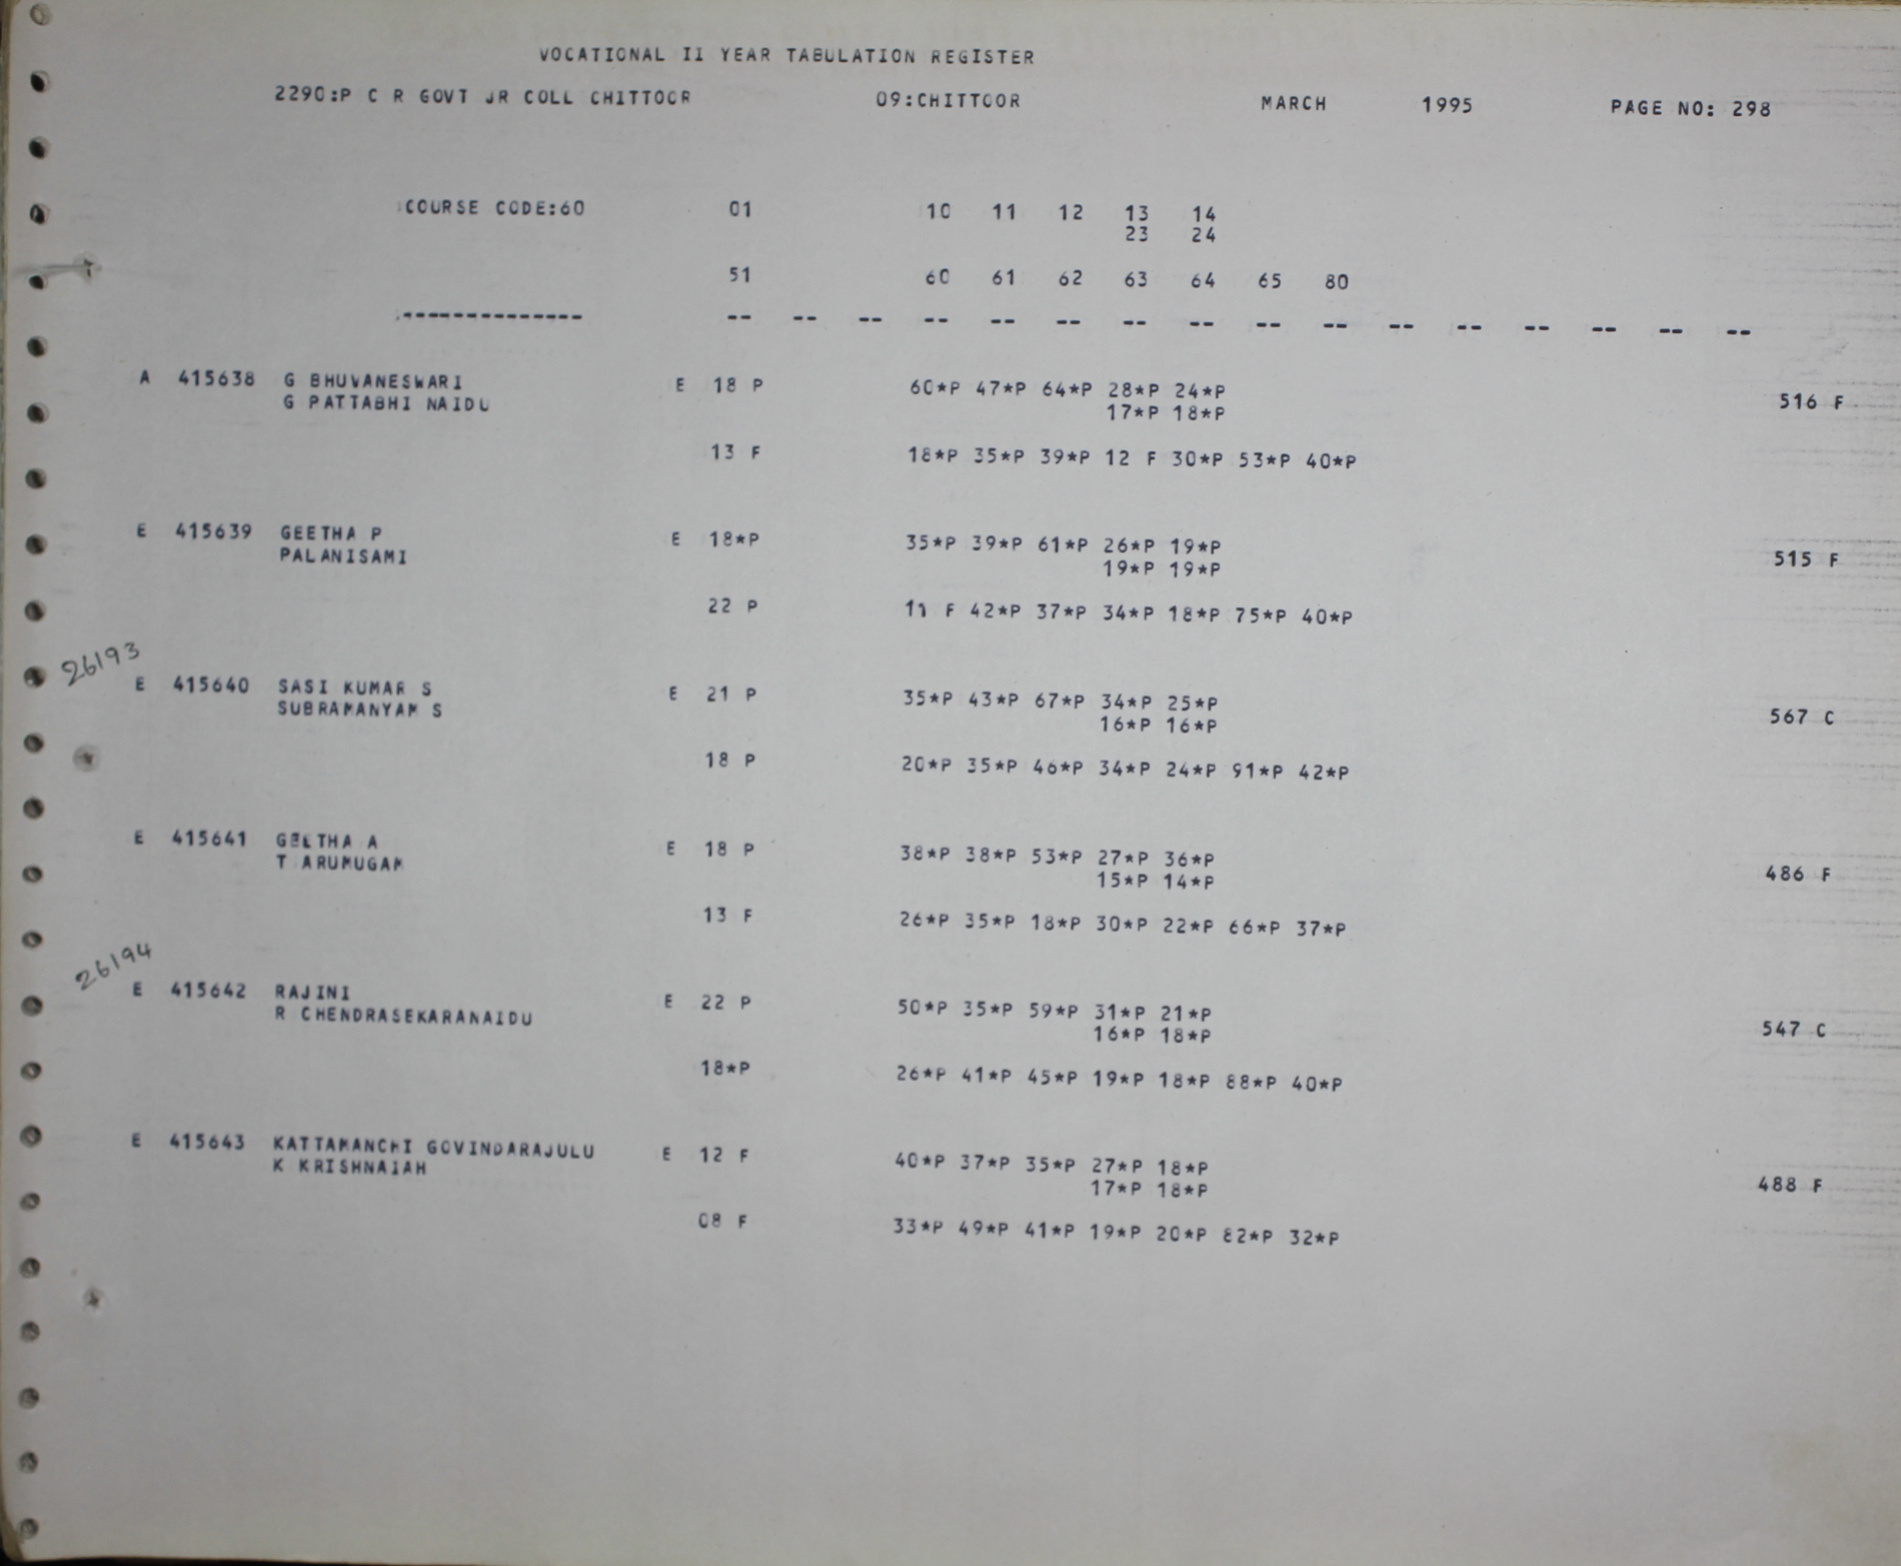 VOCATIONAL II YEAR TABULATION REGISTER
2290:P C R GOVT JR COLL CHITTOOR 09:CHITTOOR MARCH 1995 PAGE NO: 298
COURSE CODE:60 01 10 11 12 13 14
23 24
51 60 61 62 63 64 65 80
-------------- -- -- -- -- -- -- -- -- -- -- -- -- -- -- -- --
A 415638 G BHUVANESWARI E 18 P 60*P 47*P 64*P 28*P 24*P
G PATTABHI NAIDU 17*P 18*P 516 F
13 F 18*P 35*P 39*P 12 F 30*P 53*P 40*P
E 415639 GEETHA P E 18*P 35*P 39*P 61*P 26*P 19*P
PALANISAMI 19*P 19*P 515 F
22 P 11 F 42*P 37*P 34*P 18*P 75*P 40*P
26193
E 415640 SASI KUMAR S E 21 P 35*P 43*P 67*P 34*P 25*P
SUBRAMANYAM S 16*P 16*P 567 C
18 P 20*P 35*P 46*P 34*P 24*P 91*P 42*P
E 415641 GEETHA A E 18 P 38*P 38*P 53*P 27*P 36*P
T ARUMUGAM 15*P 14*P 486 F
13 F 26*P 35*P 18*P 30*P 22*P 66*P 37*P
26194
E 415642 RAJINI E 22 P 50*P 35*P 59*P 31*P 21*P
R CHENDRASEKARANAIDU 16*P 18*P 547 C
18*P 26*P 41*P 45*P 19*P 18*P 88*P 40*P
E 415643 KATTAMANCHI GOVINDARAJULU E 12 F 40*P 37*P 35*P 27*P 18*P
K KRISHNAIAH 17*P 18*P 488 F
08 F 33*P 49*P 41*P 19*P 20*P 82*P 32*P